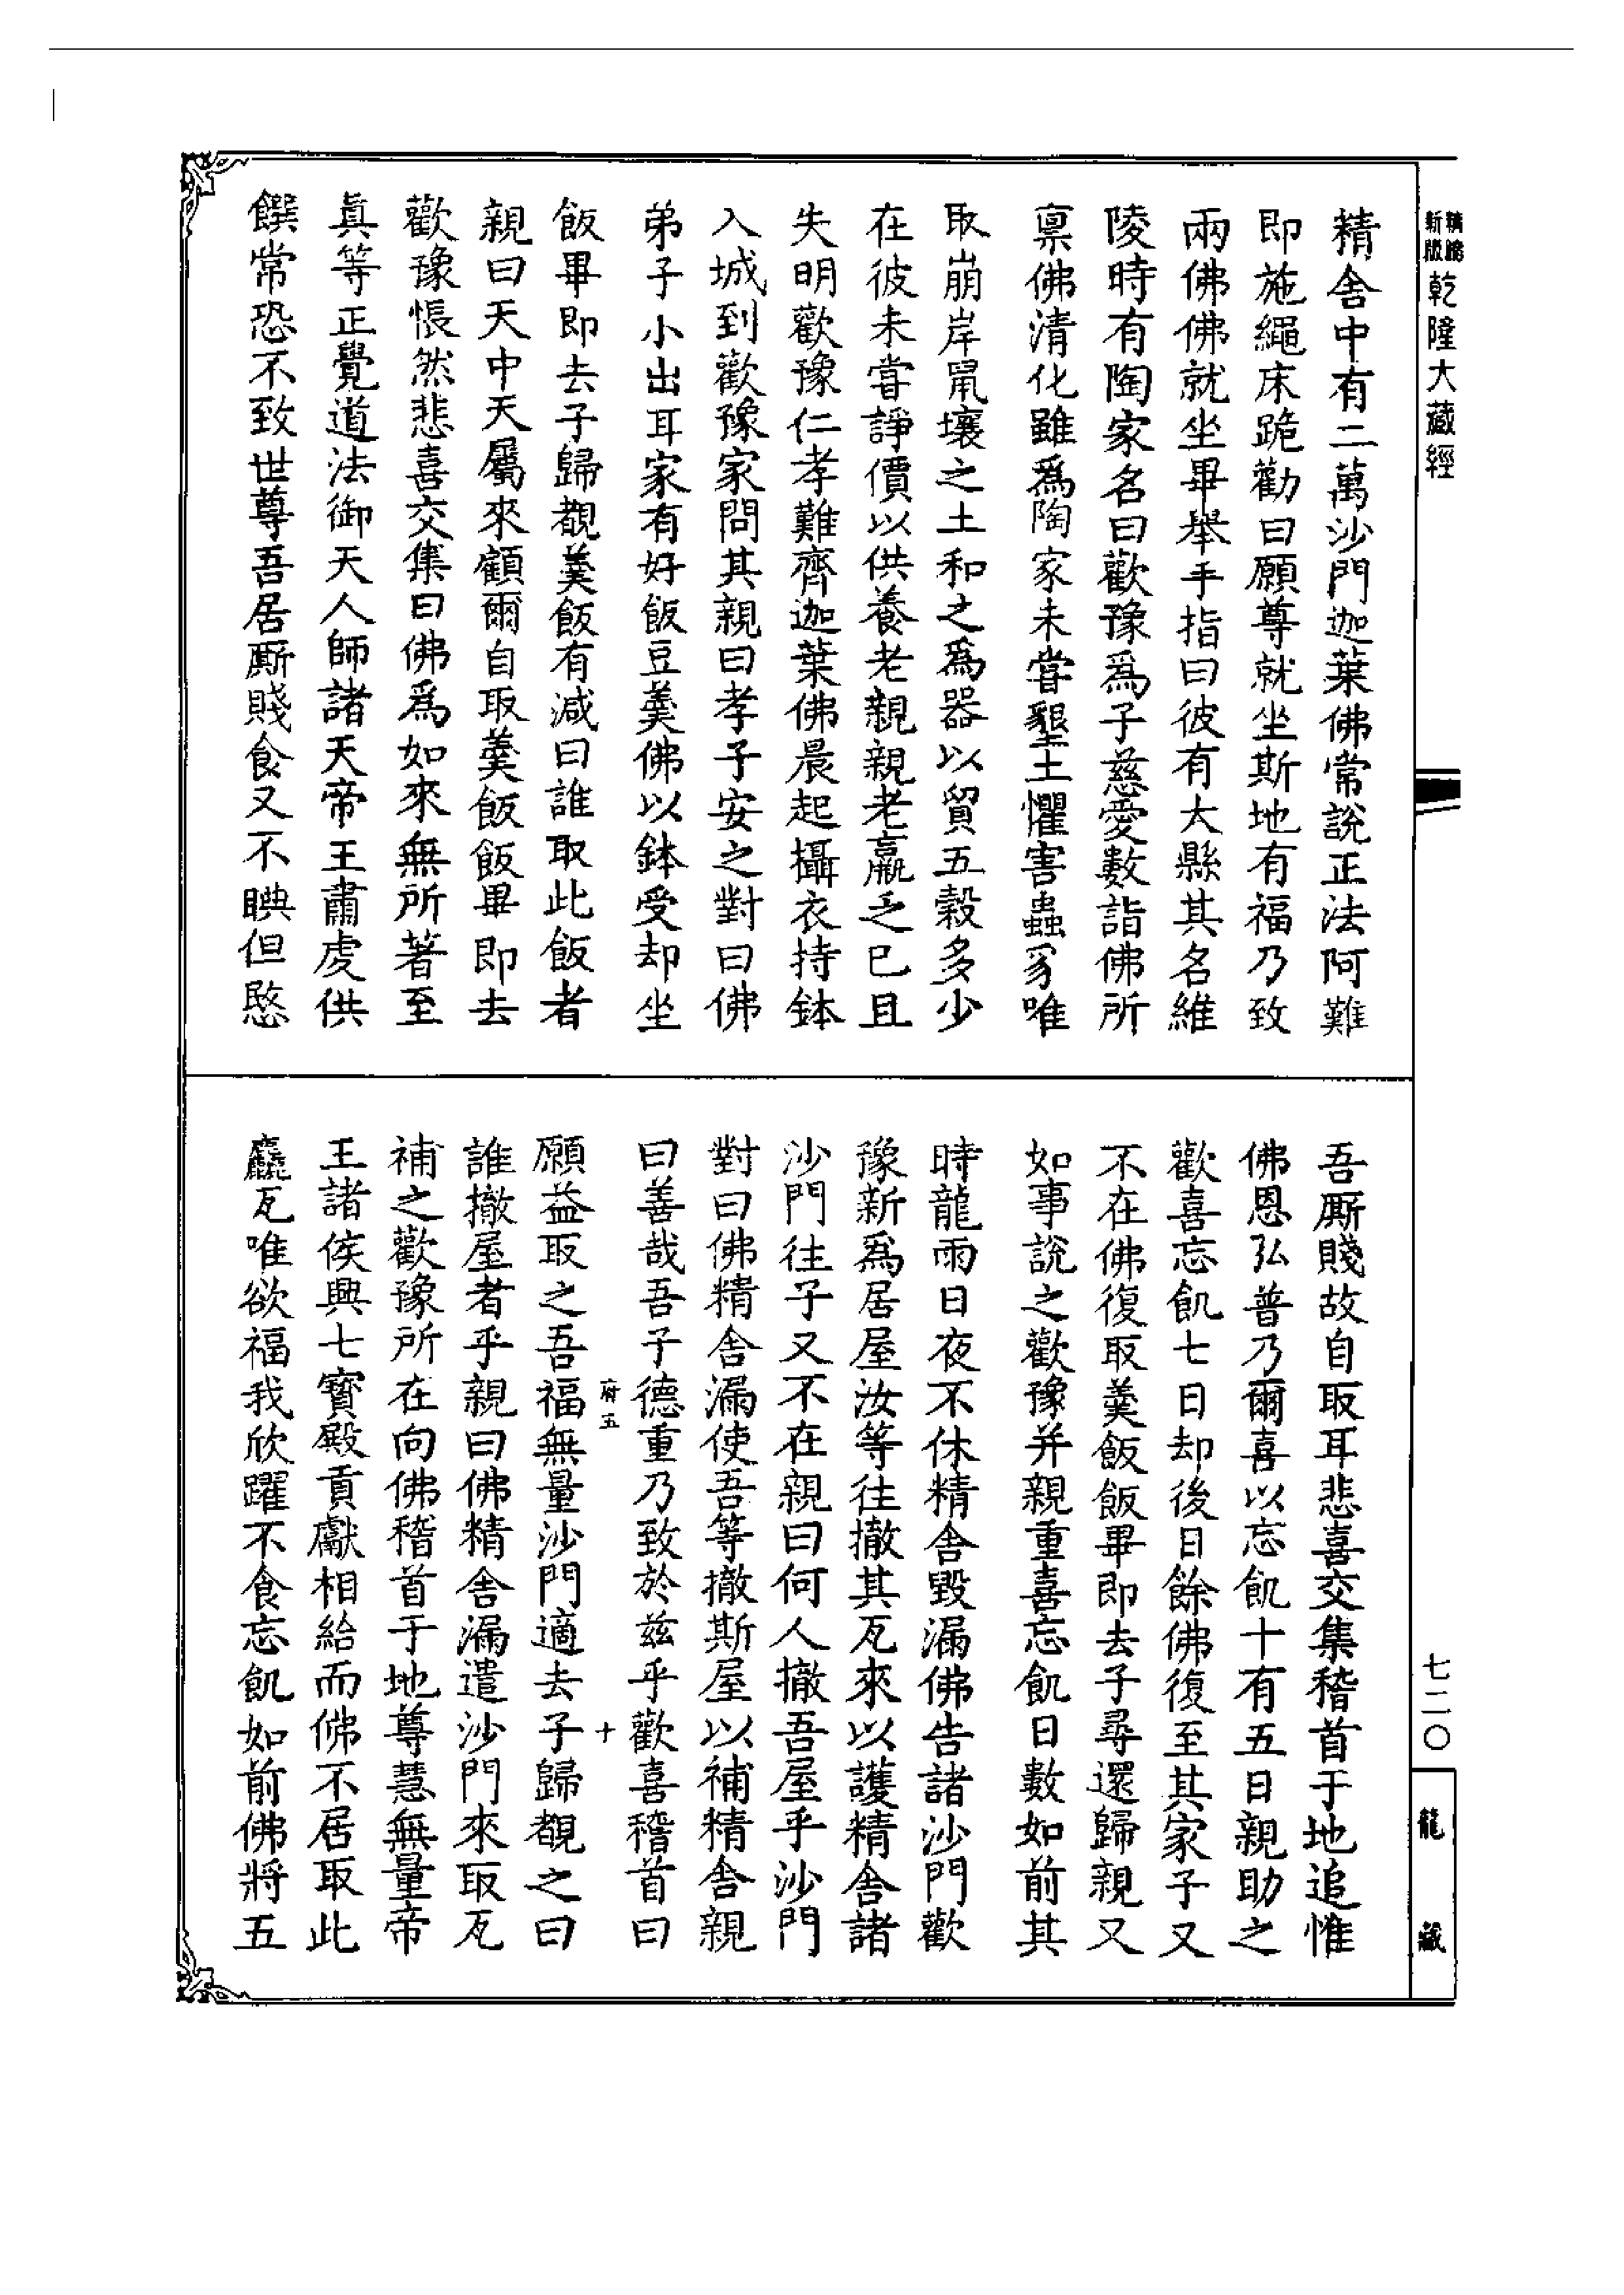 精勝新版乾隆大藏經
精舍中有二萬沙門迦葉佛常說正法阿難
即施繩床跪勸曰願尊就坐斯地有福乃致
兩佛佛就坐畢舉手指曰彼有大縣其名維
陵時有陶家名曰歡豫爲子慈愛數詣佛所
稟佛清化雖爲陶家未嘗墾土懼害蟲豸唯
取崩岸鼠壤之土和之爲器以貿五穀多少
在彼未嘗諍價以供養老親親老羸乏已且
失明歡豫仁孝難齊迦葉佛晨起攝衣持鉢
入城到歡豫家問其親曰孝子安之對曰佛
弟子小出耳家有好飯豆羹佛以鉢受却坐
飯畢即去子歸覩羹飯有減曰誰取此飯者
親曰天中天屬來顧爾自取羹飯飯畢即去
歡豫悵然悲喜交集曰佛爲如來無所著至
眞等正覺道法御天人師諸天帝王肅虔供
饌常恐不致世尊吾居廝賤食又不腆但愍
吾廝賤故自取耳悲喜交集稽首于地追惟
佛恩弘普乃爾喜以忘飢十有五日親助之
歡喜忘飢七日却後日餘佛復至其家子又
不在佛復取羹飯飯畢即去子尋還歸親又
如事說之歡豫并親重喜忘飢日數如前其
時龍雨日夜不休精舍毀漏佛告諸沙門歡
豫新爲居屋汝等往撤其瓦來以護精舍諸
沙門往子又不在親曰何人撤吾屋乎沙門
對曰佛精舍漏使吾等撤斯屋以補精舍親
曰善哉吾子德重乃致於茲乎歡喜稽首曰
府五 十
願益取之吾福無量沙門適去子歸覩之曰
誰撤屋者乎親曰佛精舍漏遣沙門來取瓦
補之歡豫所在向佛稽首于地尊慧無量帝
王諸侯興七寶殿貢獻相給而佛不居取此
麤瓦唯欲福我欣躍不食忘飢如前佛將五
七二〇
龍藏